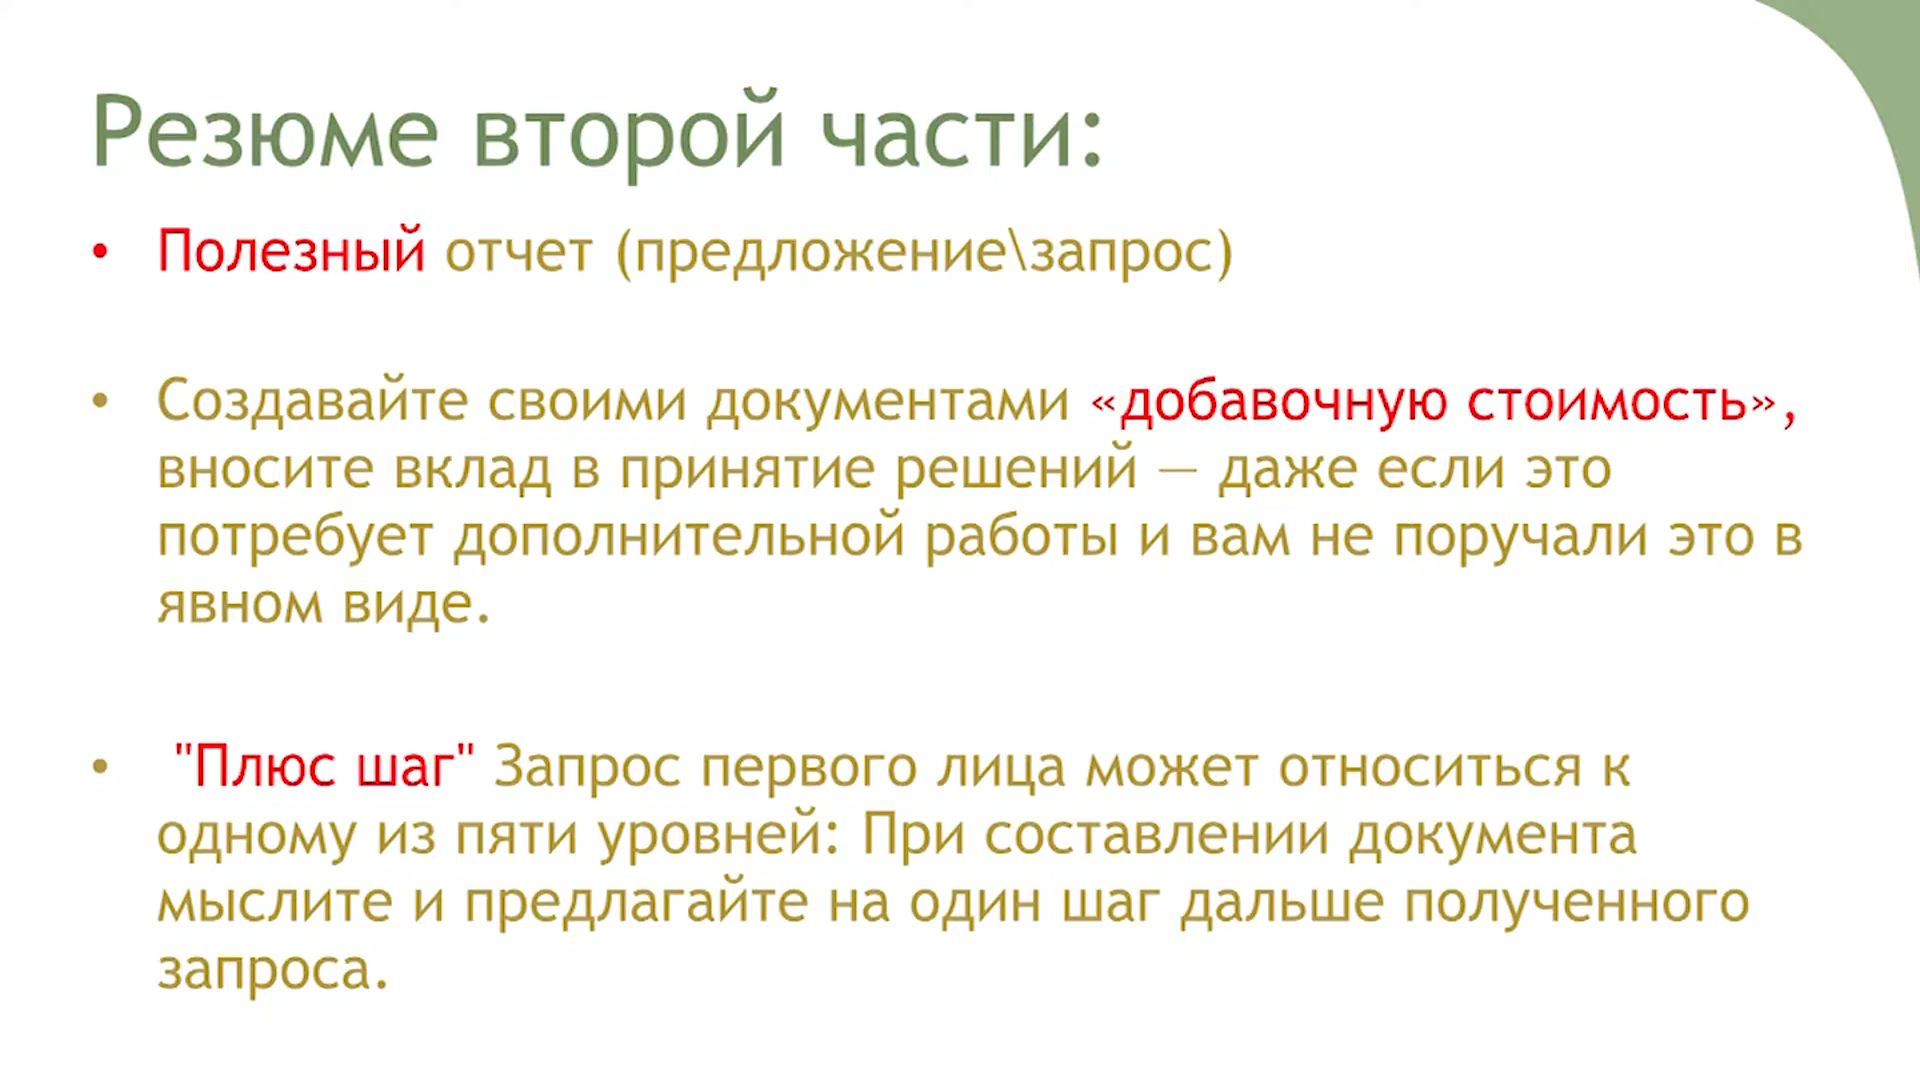 Резюме второй части:
• Полезный отчет (предложение\запрос)
• Создавайте своими документами «добавочную стоимость»,
вносите вклад в принятие решений — даже если это
потребует дополнительной работы и вам не поручали это в
явном виде.
• "Плюс шаг" Запрос первого лица может относиться к
одному из пяти уровней: При составлении документа
мыслите и предлагайте на один шаг дальше полученного
запроса.